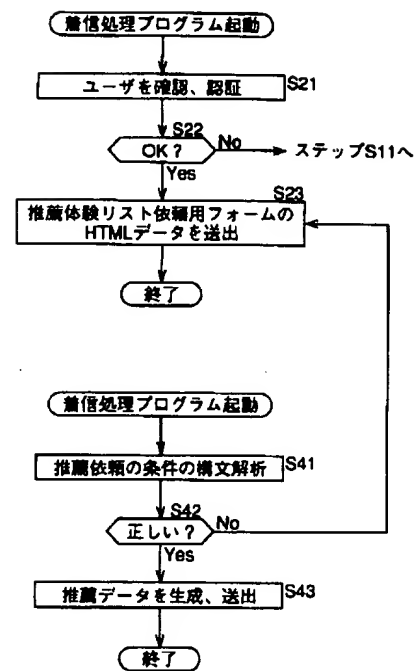 着信処理プログラム起動
ユーザを確認、認証
S21
S22
OK?
No
ステップS11へ
Yes
S23
推薦体験リスト依頼用フォームの
HTMLデータを送出
終了
着信処理プログラム起動
推薦依頼の条件の構文解析
S41
S42
正しい?
No
Yes
推薦データを生成、送出
S43
終了